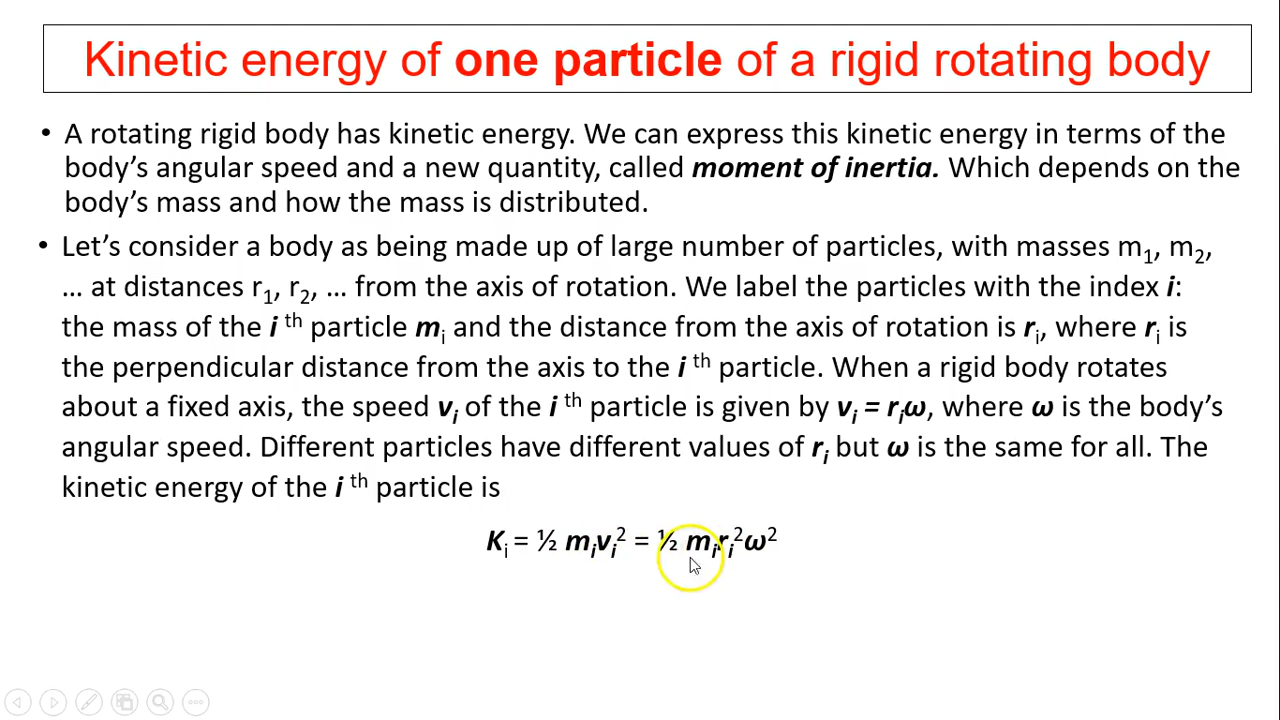 Kinetic energy of one particle of a rigid rotating body
• A rotating rigid body has kinetic energy. We can express this kinetic energy in terms of the
body’s angular speed and a new quantity, called moment of inertia. Which depends on the
body’s mass and how the mass is distributed.
• Let’s consider a body as being made up of large number of particles, with masses m₁, m₂,
… at distances r₁, r₂, … from the axis of rotation. We label the particles with the index i:
the mass of the i ᵗʰ particle mᵢ and the distance from the axis of rotation is rᵢ, where rᵢ is
the perpendicular distance from the axis to the i ᵗʰ particle. When a rigid body rotates
about a fixed axis, the speed vᵢ of the i ᵗʰ particle is given by vᵢ = rᵢω, where ω is the body’s
angular speed. Different particles have different values of rᵢ but ω is the same for all. The
kinetic energy of the i ᵗʰ particle is
Kᵢ = ½ mᵢvᵢ² = ½ mᵢrᵢ²ω²